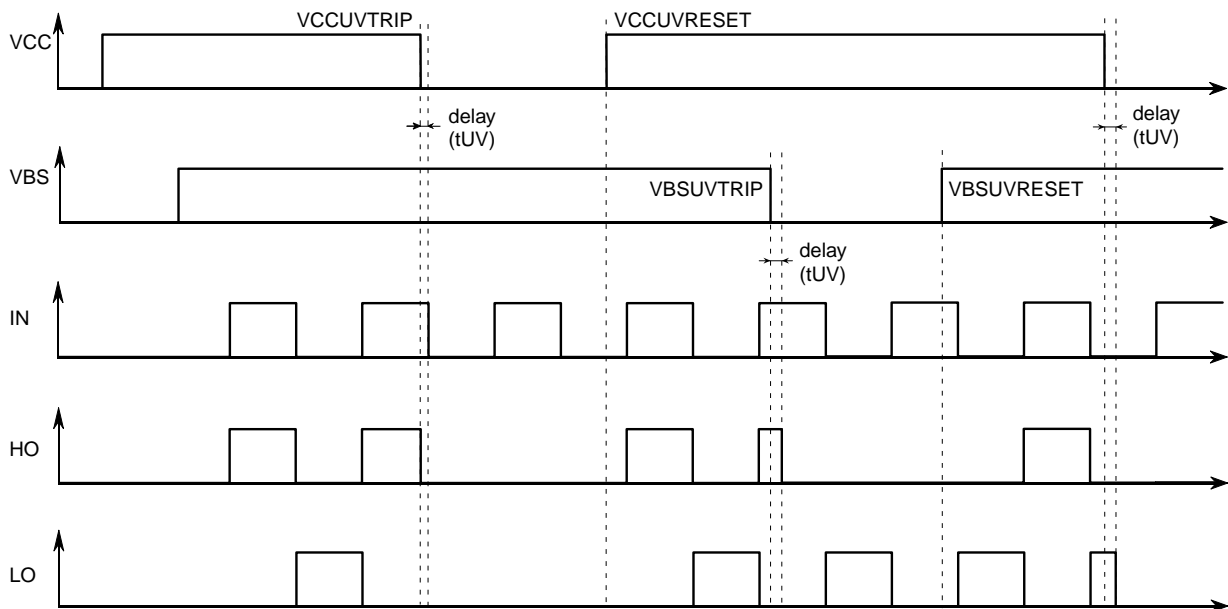 VCCUVTRIP
VCCUVRESET
VCC
delay
(tUV)
delay
(tUV)
VBS
VBSUVTRIP
VBSUVRESET
delay
(tUV)
IN
HO
LO